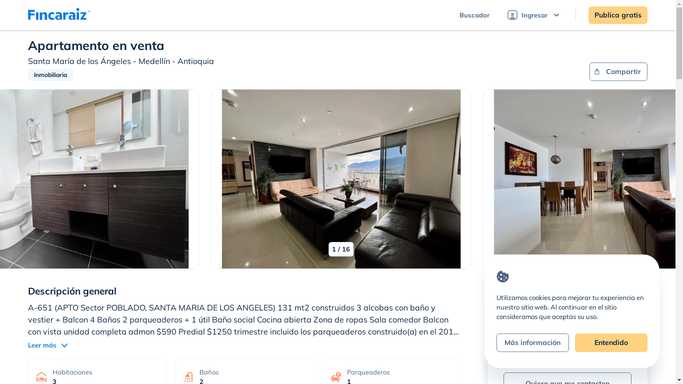 Fincaraiz
Buscador
Ingresar
Publica gratis
Apartamento en venta
Santa María de los Ángeles - Medellín - Antioquia
Inmobiliaria
Compartir
1 / 16
Descripción general
A-651 (APTO Sector POBLADO, SANTA MARIA DE LOS ANGELES) 131 mt2 construidos 3 alcobas con baño y
vestier + Balcon 4 Baños 2 parqueaderos + 1 útil Baño social Cocina abierta Zona de ropas Sala comedor Balcon
con vista unidad completa admon $590 Predial $1250 trimestre incluido los parqueaderos construido(a) en el 201...
Leer más
Habitaciones
3
Baños
2
Parqueaderos
1
Utilizamos cookies para mejorar tu experiencia en
nuestro sitio web. Al continuar en el sitio
consideramos que aceptas su uso.
Más información
Entendido
Quiero que me contacten